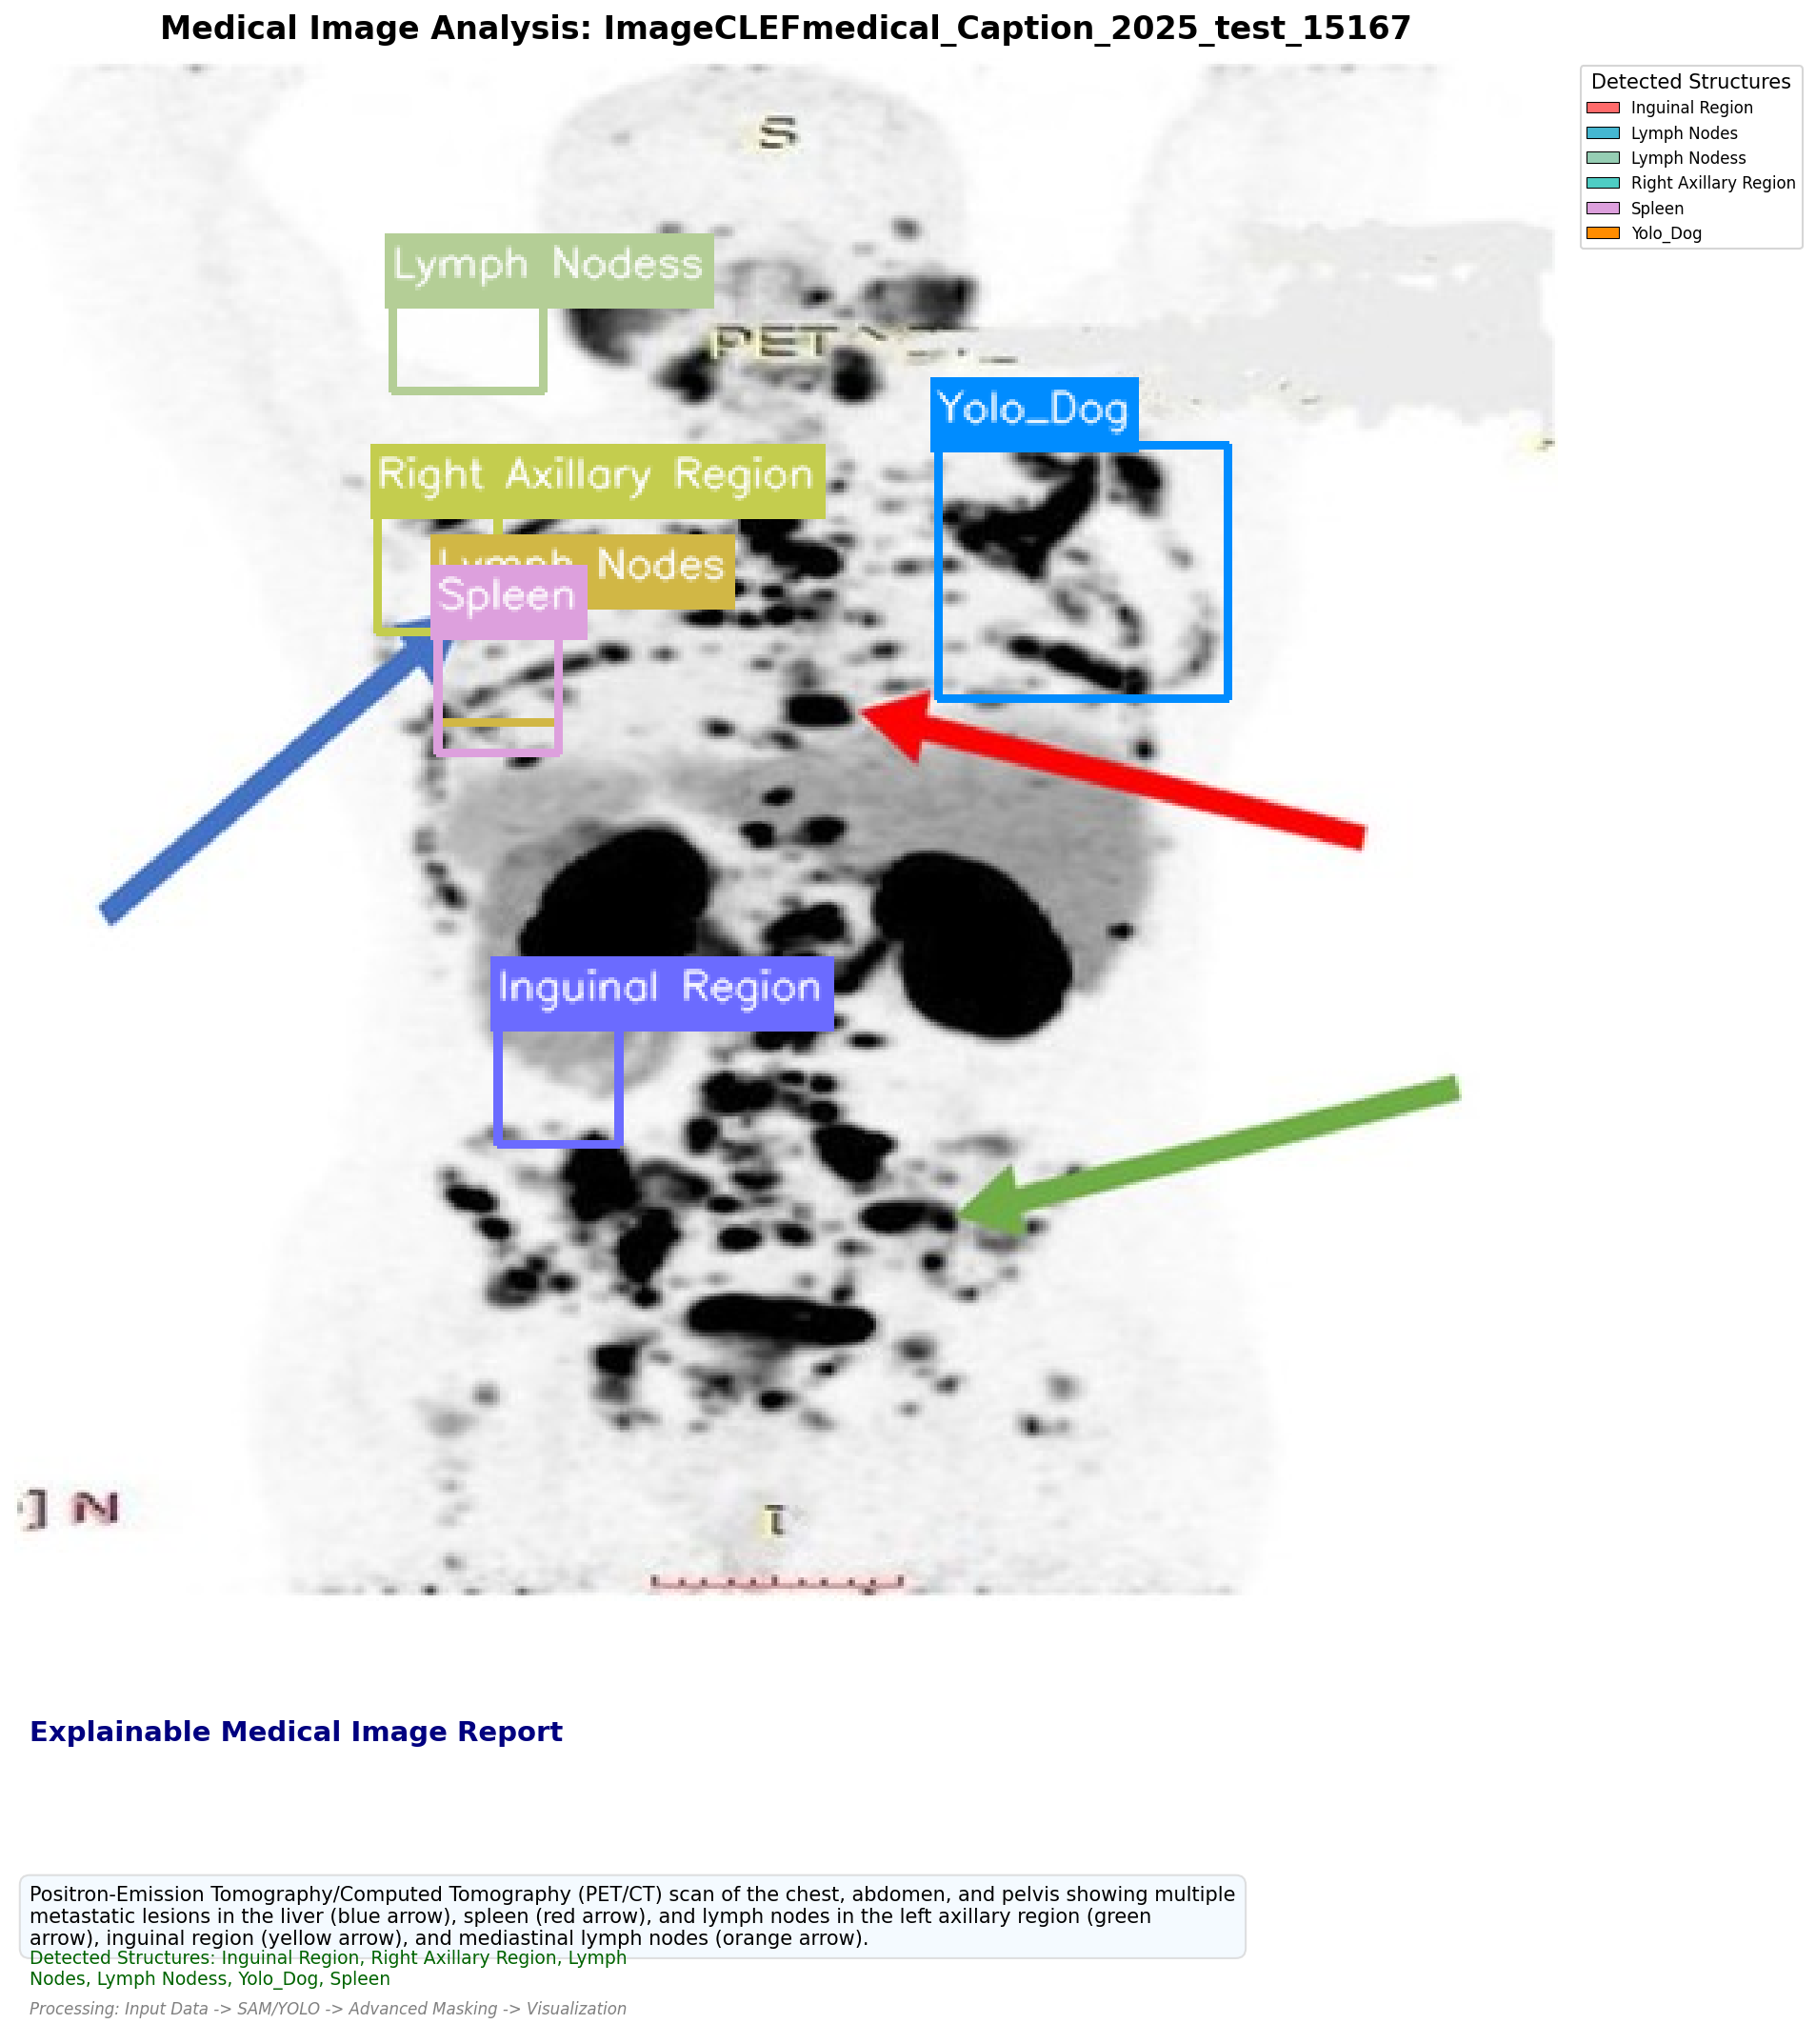 Medical Image Analysis: ImageCLEFmedical_Caption_2025_test_15167
Detected Structures
Inguinal Region
Lymph Nodes
Lymph Nodess
Right Axillary Region
Spleen
Yolo_Dog
S
Lymph Nodess
PET
Yolo_Dog
Right Axillary Region
Lymph Nodes
Spleen
Inguinal Region
] N
Explainable Medical Image Report
Positron-Emission Tomography/Computed Tomography (PET/CT) scan of the chest, abdomen, and pelvis showing multiple
metastatic lesions in the liver (blue arrow), spleen (red arrow), and lymph nodes in the left axillary region (green
arrow), inguinal region (yellow arrow), and mediastinal lymph nodes (orange arrow).
Detected Structures: Inguinal Region, Right Axillary Region, Lymph
Nodes, Lymph Nodess, Yolo_Dog, Spleen
Processing: Input Data -> SAM/YOLO -> Advanced Masking -> Visualization